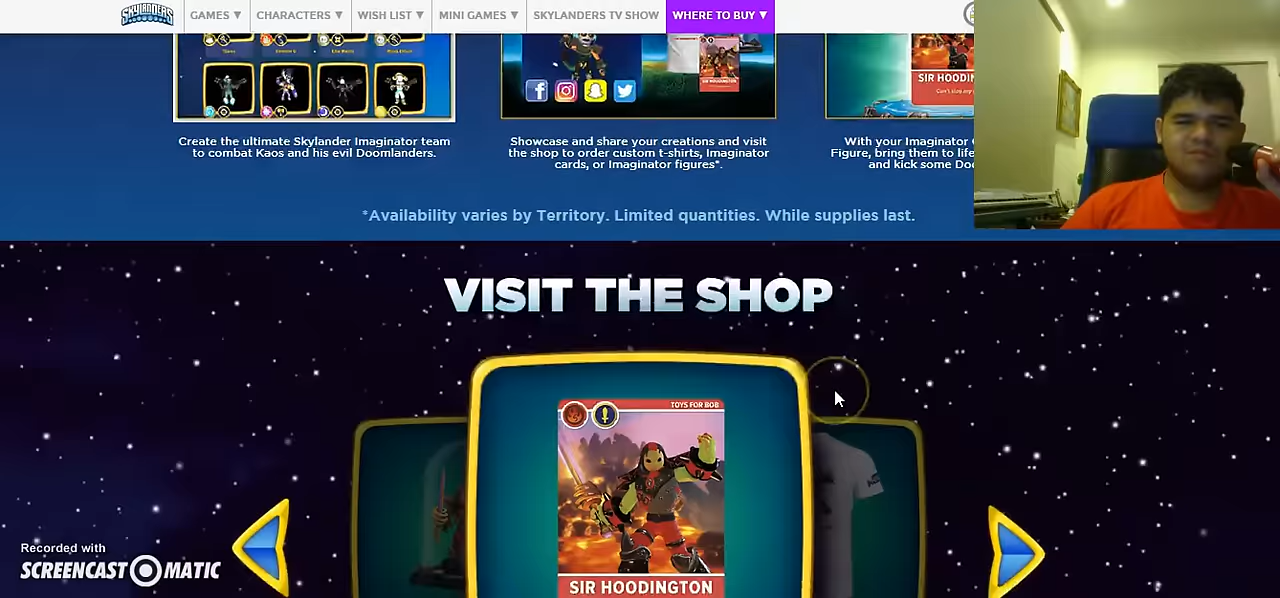 SKYLANDERS
GAMES ▼ CHARACTERS ▼ WISH LIST ▼ MINI GAMES ▼ SKYLANDERS TV SHOW WHERE TO BUY ▼
SIR HOODINGTON
SIR HOODIN
Create the ultimate Skylander Imaginator team
to combat Kaos and his evil Doomlanders.
Showcase and share your creations and visit
the shop to order custom t-shirts, Imaginator
cards, or Imaginator figures*.
With your Imaginator
Figure, bring them to life
and kick some Doo
*Availability varies by Territory. Limited quantities. While supplies last.
VISIT THE SHOP
TOYS FOR BOB
SIR HOODINGTON
Recorded with
SCREENCAST-O-MATIC